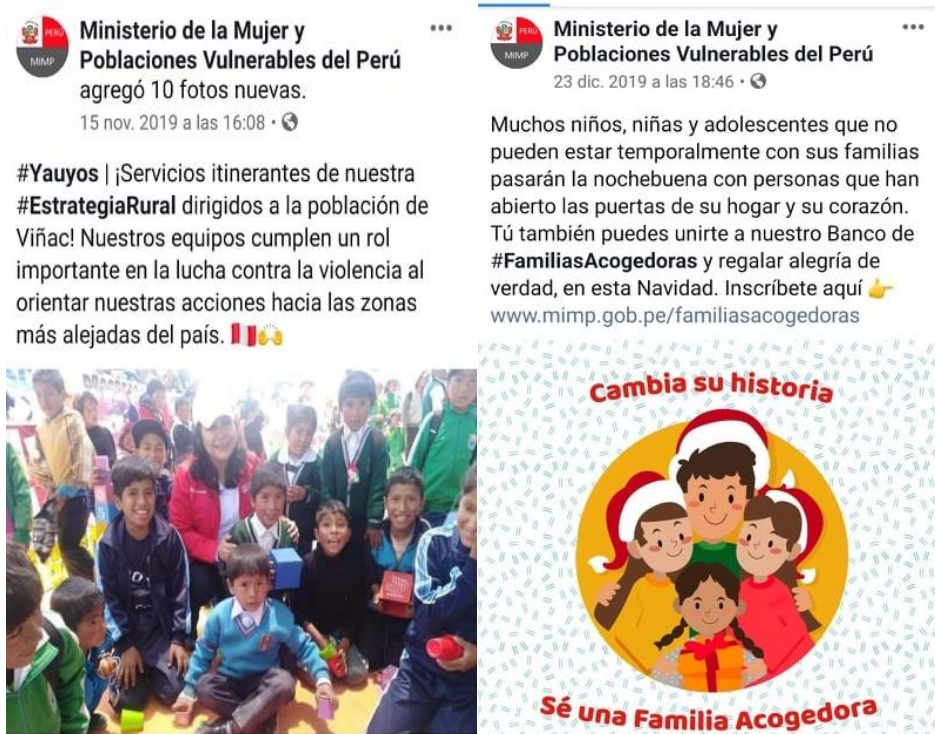 PERÚ
MIMP
Ministerio de la Mujer y
Poblaciones Vulnerables del Perú
agregó 10 fotos nuevas.
15 nov. 2019 a las 16:08 •
#Yauyos | ¡Servicios itinerantes de nuestra
#EstrategiaRural dirigidos a la población de
Viñac! Nuestros equipos cumplen un rol
importante en la lucha contra la violencia al
orientar nuestras acciones hacia las zonas
más alejadas del país. 🇵🇪🙌
PERÚ
MIMP
Ministerio de la Mujer y
Poblaciones Vulnerables del Perú
23 dic. 2019 a las 18:46 •
Muchos niños, niñas y adolescentes que no
pueden estar temporalmente con sus familias
pasarán la nochebuena con personas que han
abierto las puertas de su hogar y su corazón.
Tú también puedes unirte a nuestro Banco de
#FamiliasAcogedoras y regalar alegría de
verdad, en esta Navidad. Inscríbete aquí 👉
www.mimp.gob.pe/familiasacogedoras
Cambia su historia
Sé una Familia Acogedora